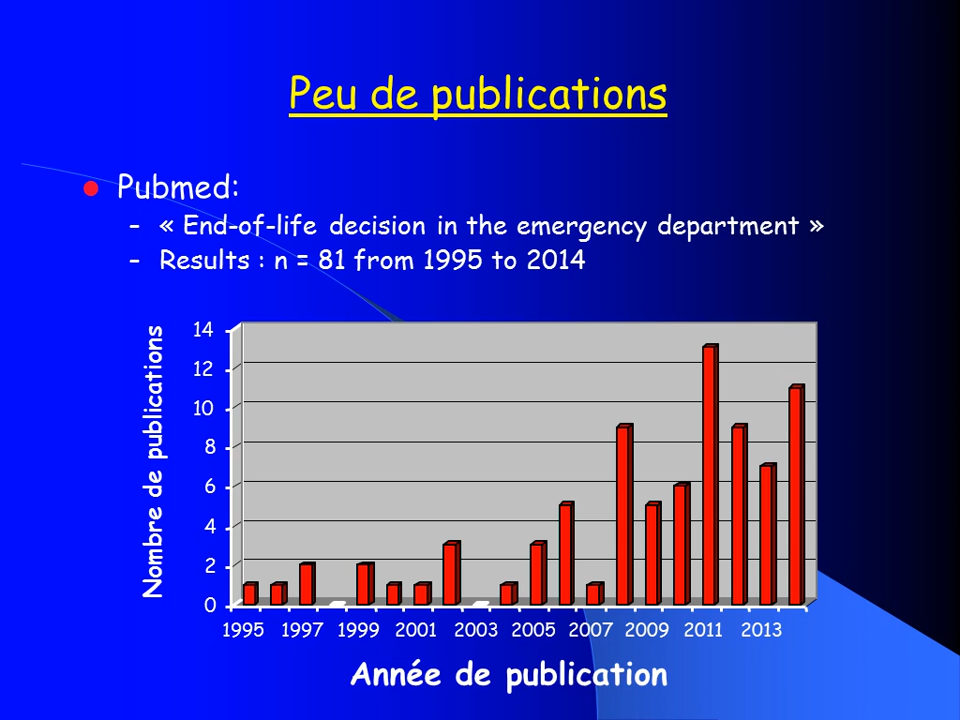 Peu de publications
Pubmed:
– « End-of-life decision in the emergency department »
– Results : n = 81 from 1995 to 2014
Nombre de publications
14
12
10
8
6
4
2
0
1995 1997 1999 2001 2003 2005 2007 2009 2011 2013
Année de publication